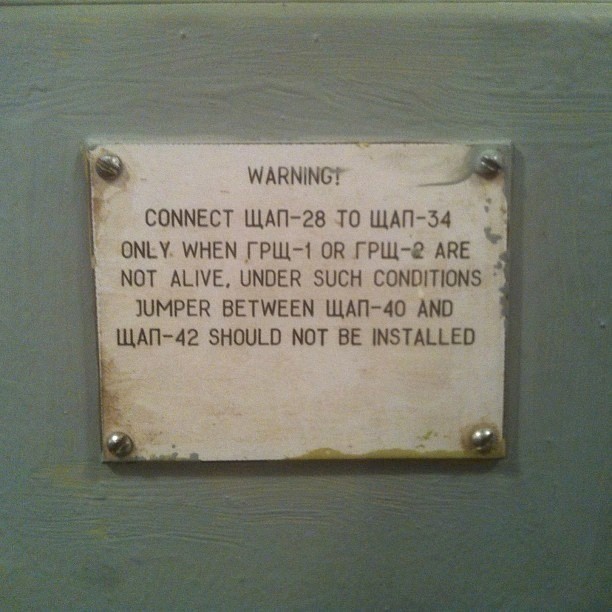 WARNING!
CONNECT ЩАП-28 TO ЩАП-34
ONLY WHEN ГРЩ-1 OR ГРЩ-2 ARE
NOT ALIVE, UNDER SUCH CONDITIONS
JUMPER BETWEEN ЩАП-40 AND
ЩАП-42 SHOULD NOT BE INSTALLED